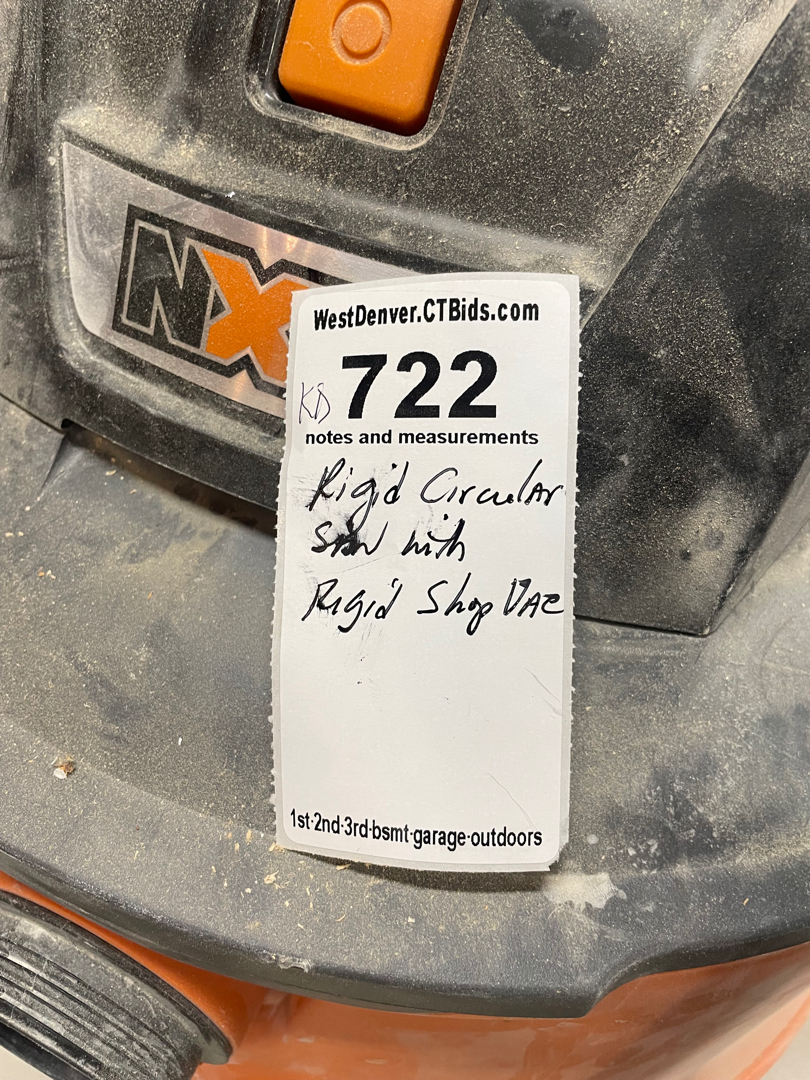 NX
WestDenver.CTBids.com
KB 722
notes and measurements
Rigid Circular
Saw with
Rigid Shop VAC
1st·2nd·3rd·bsmt·garage·outdoors